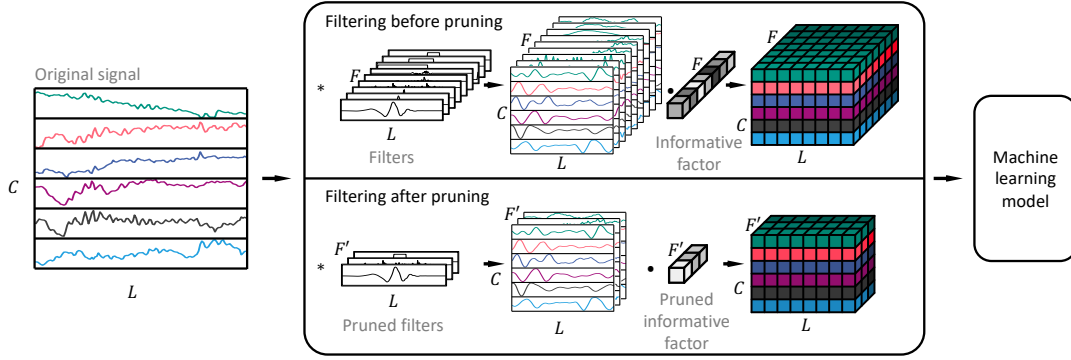 Original signal
C
L
Filtering before pruning
*
F
L
Filters
F
C
L
F
Informative
factor
F
C
L
Filtering after pruning
*
F′
L
Pruned filters
F′
C
L
F′
Pruned
informative
factor
F′
C
L
Machine
learning
model